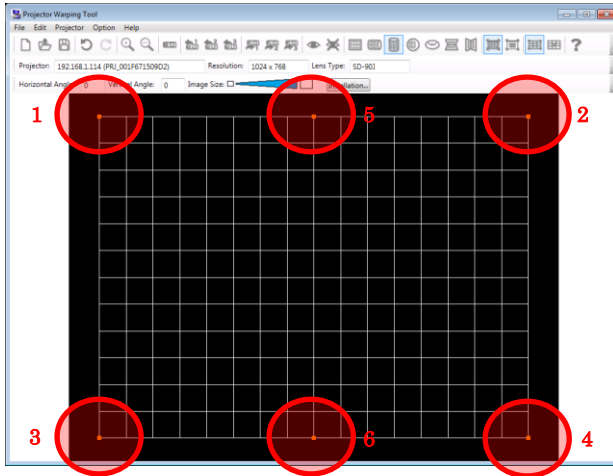 Projector Warping Tool
File Edit Projector Option Help
Projector: 192.168.1.114 (PRJ_001F671509D2) Resolution: 1024 x 768 Lens Type: SD-903
Horizontal Angle: 0 Vertical Angle: 0 Image Size: Installation...
1 5 2
3 6 4